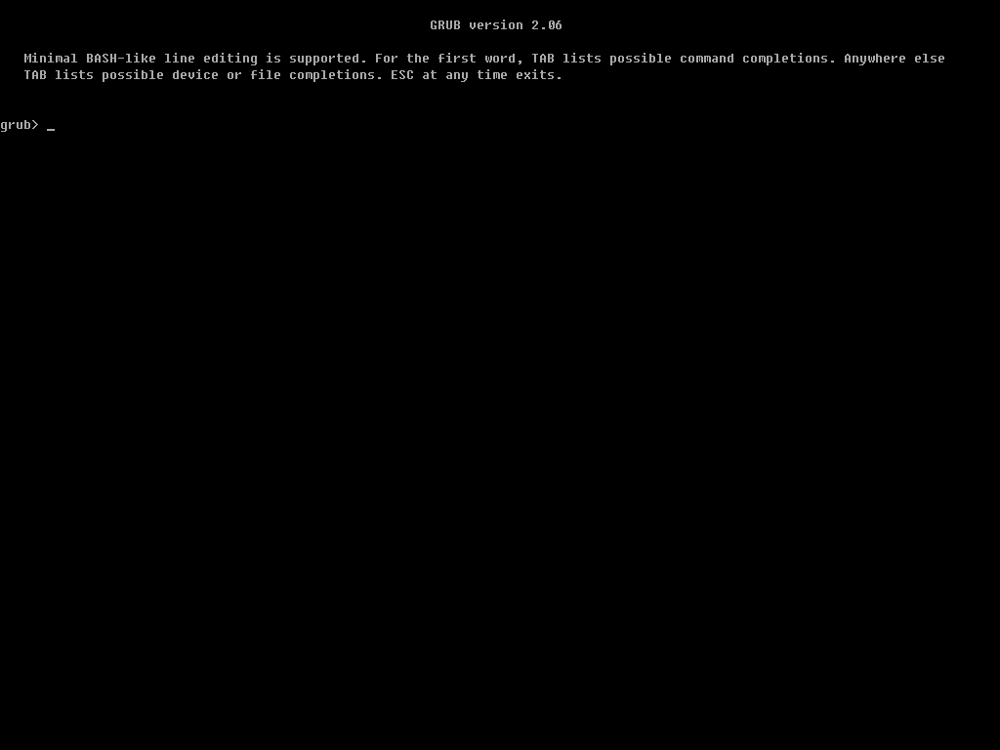 GRUB version 2.06
Minimal BASH-like line editing is supported. For the first word, TAB lists possible command completions. Anywhere else
TAB lists possible device or file completions. ESC at any time exits.
grub> _